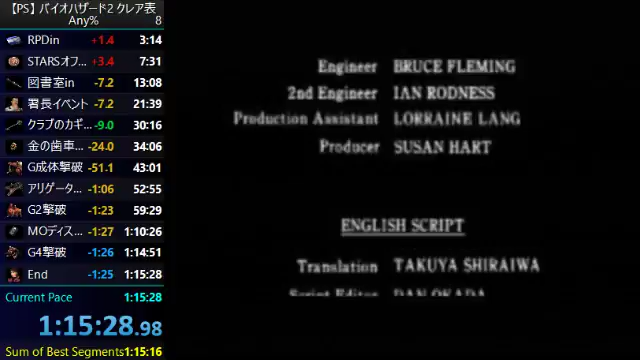 【PS】バイオハザード2 クレア表
Any% 8
RPDin +1.4 3:14
STARSオフ... +3.4 7:31
図書室in -7.2 13:08
署長イベント -7.2 21:39
クラブのカギ... -9.0 30:16
金の歯車... -24.0 34:06
G成体撃破 -51.1 43:01
アリゲータ... -1:06 52:55
G2撃破 -1:23 59:29
MOディス... -1:27 1:10:26
G4撃破 -1:26 1:14:51
End -1:25 1:15:28
Current Pace 1:15:28
1:15:28.98
Sum of Best Segments 1:15:16
Engineer BRUCE FLEMING
2nd Engineer IAN RODNESS
Production Assistant LORRAINE LANG
Producer SUSAN HART
ENGLISH SCRIPT
Translation TAKUYA SHIRAIWA
Script Editor DAN OKADA